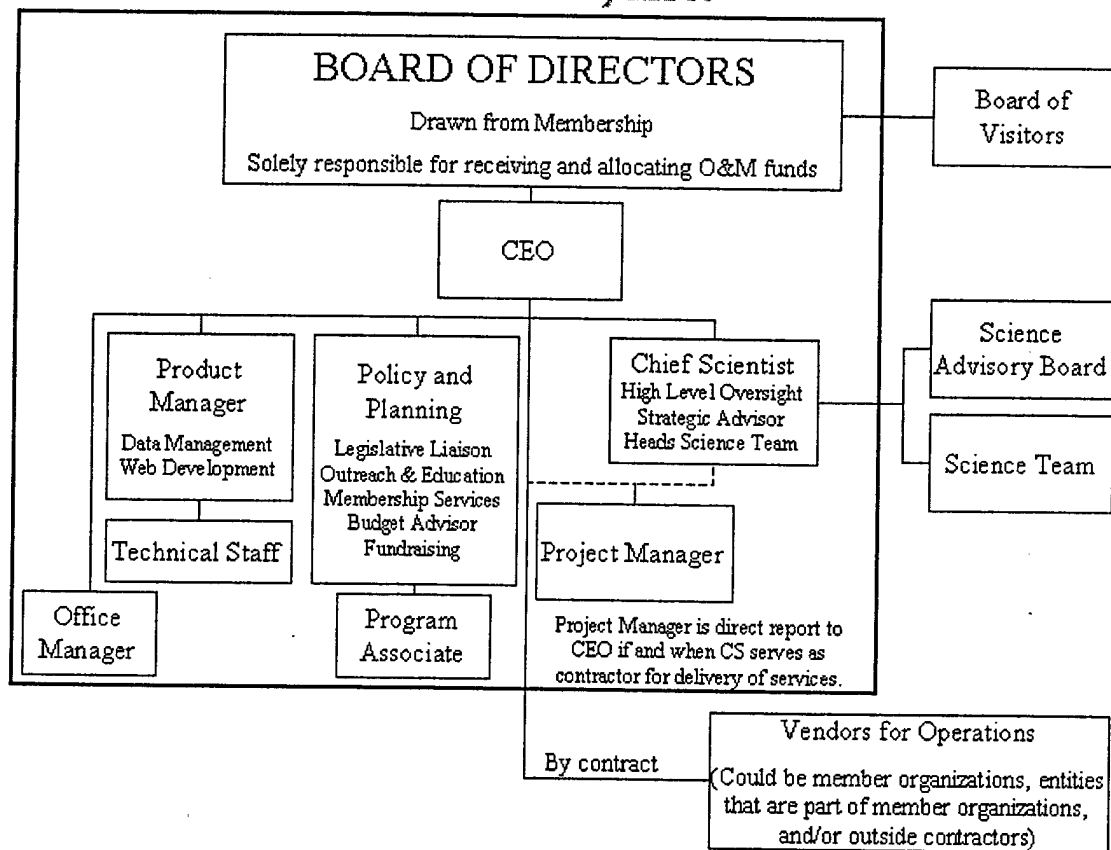 BOARD OF DIRECTORS
Drawn from Membership
Solely responsible for receiving and allocating O&M funds
Board of
Visitors
CEO
Product
Manager
Data Management
Web Development
Policy and
Planning
Legislative Liaison
Outreach & Education
Membership Services
Budget Advisor
Fundraising
Chief Scientist
High Level Oversight
Strategic Advisor
Heads Science Team
Science
Advisory Board
Science Team
Technical Staff
Project Manager
Office
Manager
Program
Associate
Project Manager is direct report to
CEO if and when CS serves as
contractor for delivery of services.
By contract
Vendors for Operations
(Could be member organizations, entities
that are part of member organizations,
and/or outside contractors)